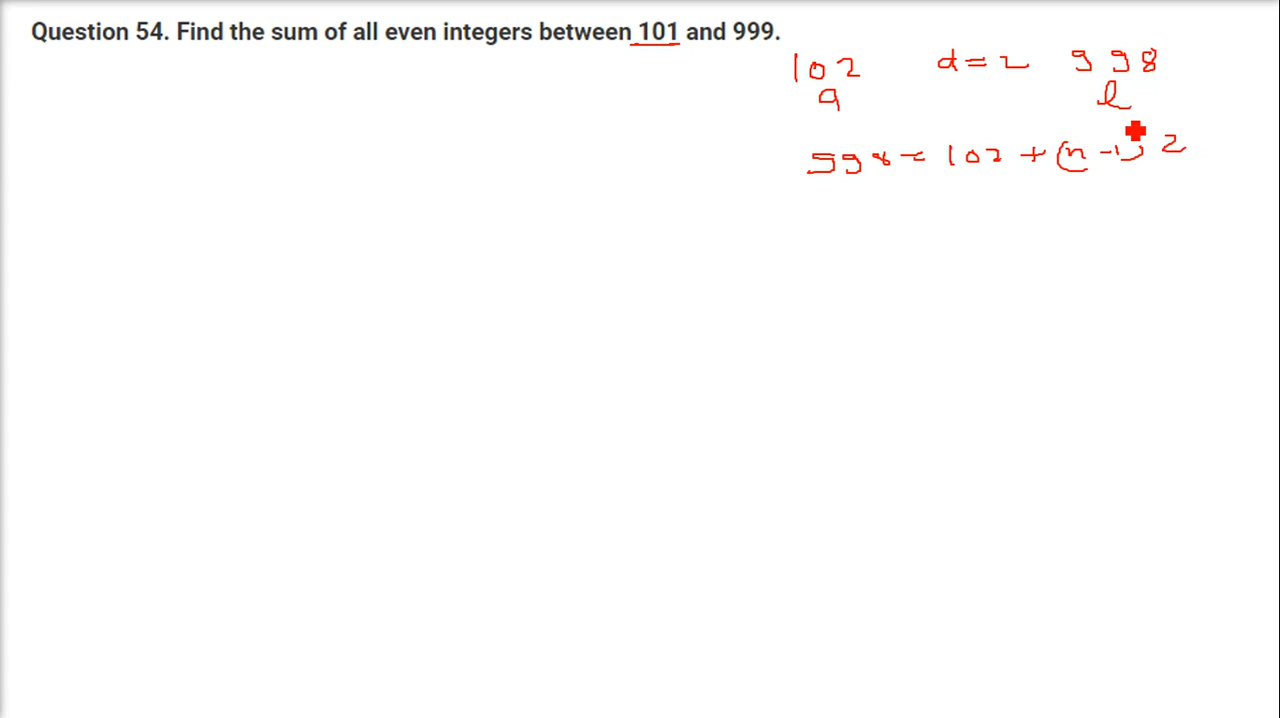 Question 54. Find the sum of all even integers between 101 and 999.
102 d=2 998
a l
998 = 102 + (n-1) 2